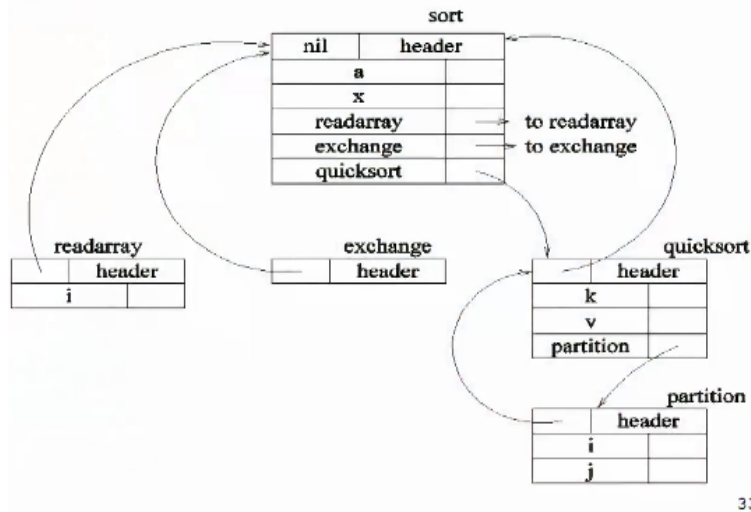 sort
nil header
a
x
readarray to readarray
exchange to exchange
quicksort
readarray
header
i
exchange
header
quicksort
header
k
v
partition
partition
header
i
j